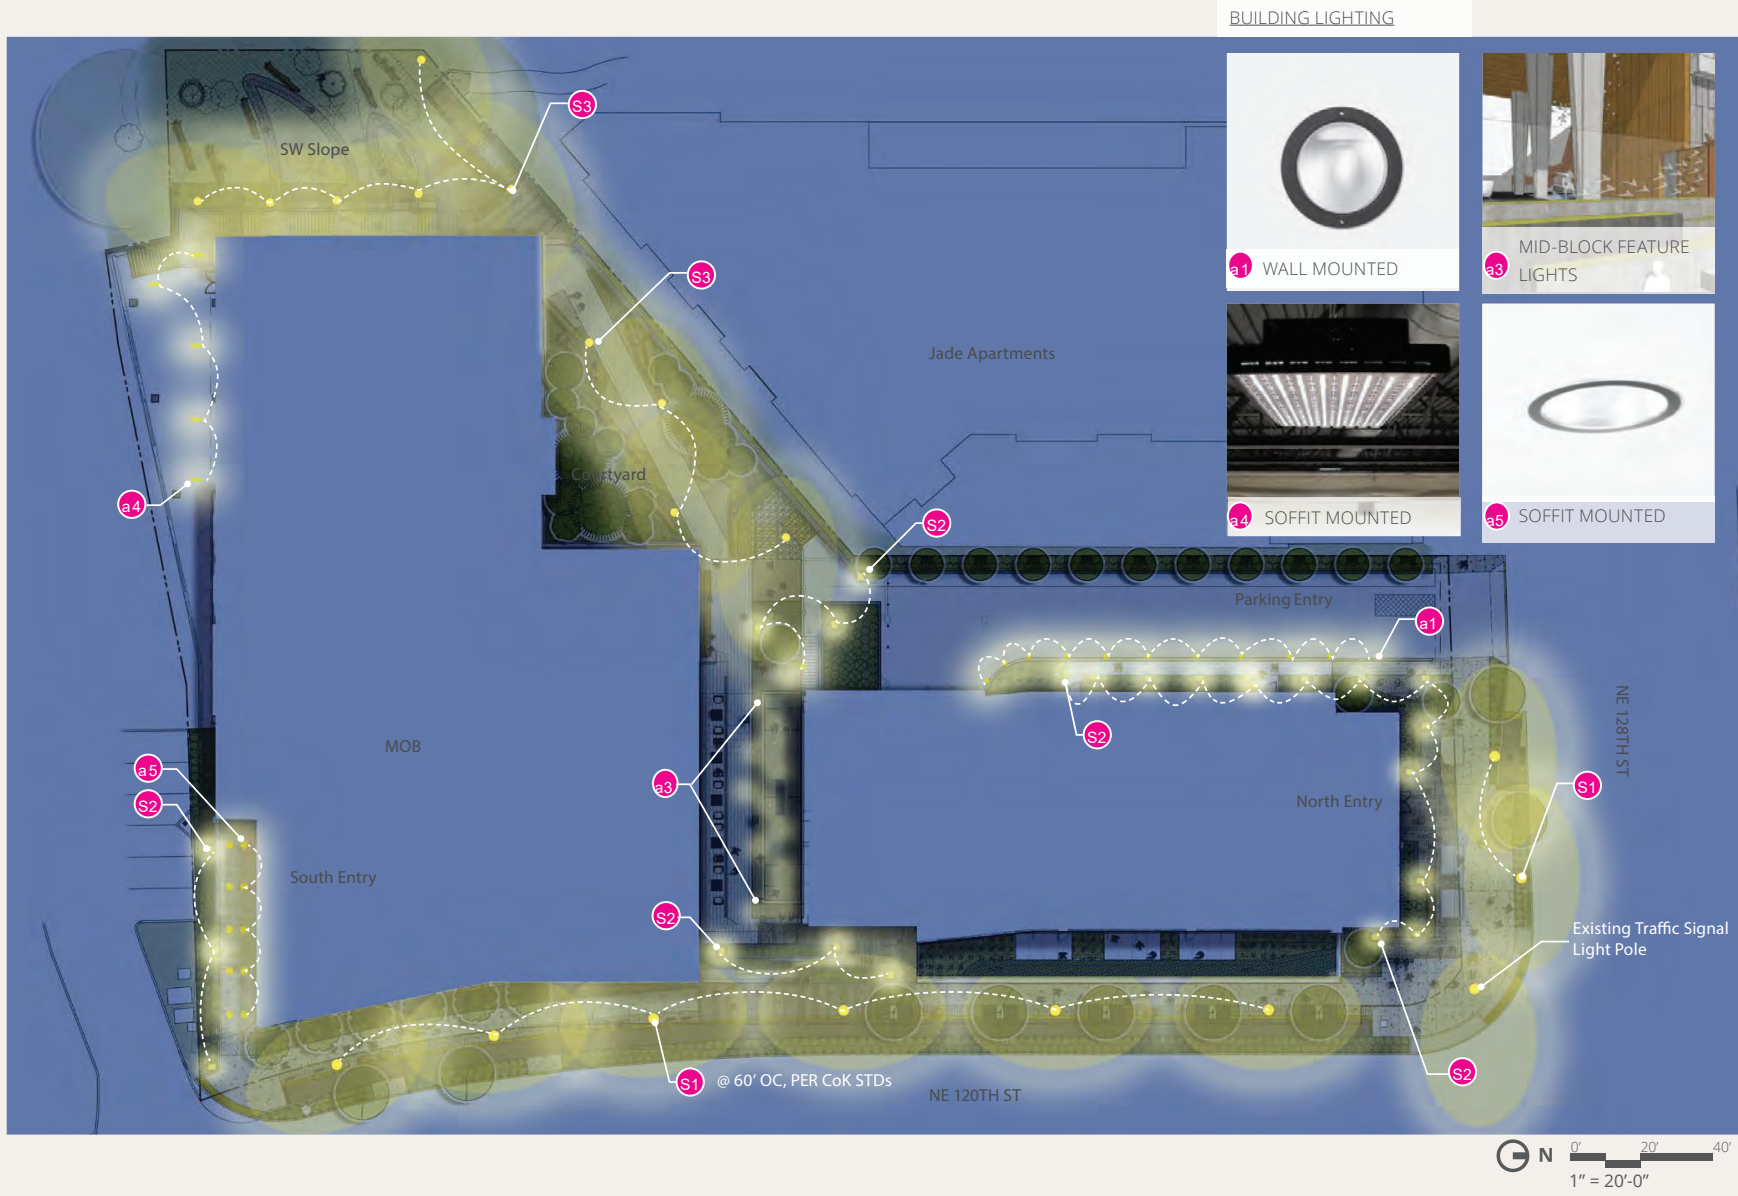 BUILDING LIGHTING
a1 WALL MOUNTED
a3 MID-BLOCK FEATURE
LIGHTS
a4 SOFFIT MOUNTED
a5 SOFFIT MOUNTED
S3
SW Slope
S3
Jade Apartments
Courtyard
a4
S2
Parking Entry
a1
NE 128TH ST
S2
MOB
a5
a3
S1
S2
North Entry
South Entry
S2
Existing Traffic Signal
Light Pole
S2
S1 @ 60' OC, PER CoK STDs
NE 120TH ST
N
0' 20' 40'
1" = 20'-0"